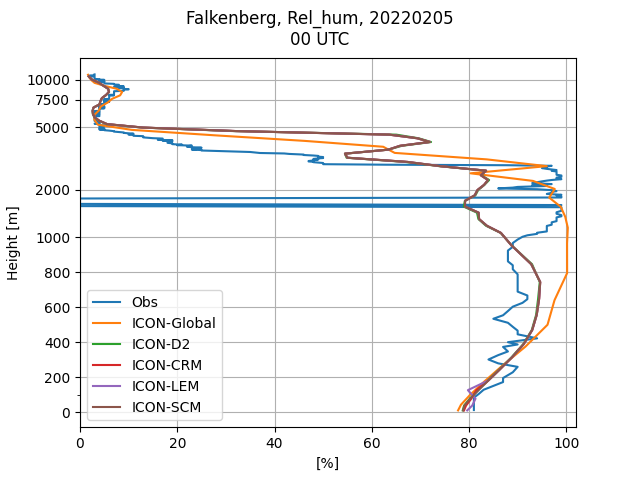 Falkenberg, Rel_hum, 20220205
00 UTC
10000
7500
5000
2000
1000
800
600
400
200
0
Height [m]
Obs
ICON-Global
ICON-D2
ICON-CRM
ICON-LEM
ICON-SCM
0 20 40 60 80 100
[%]